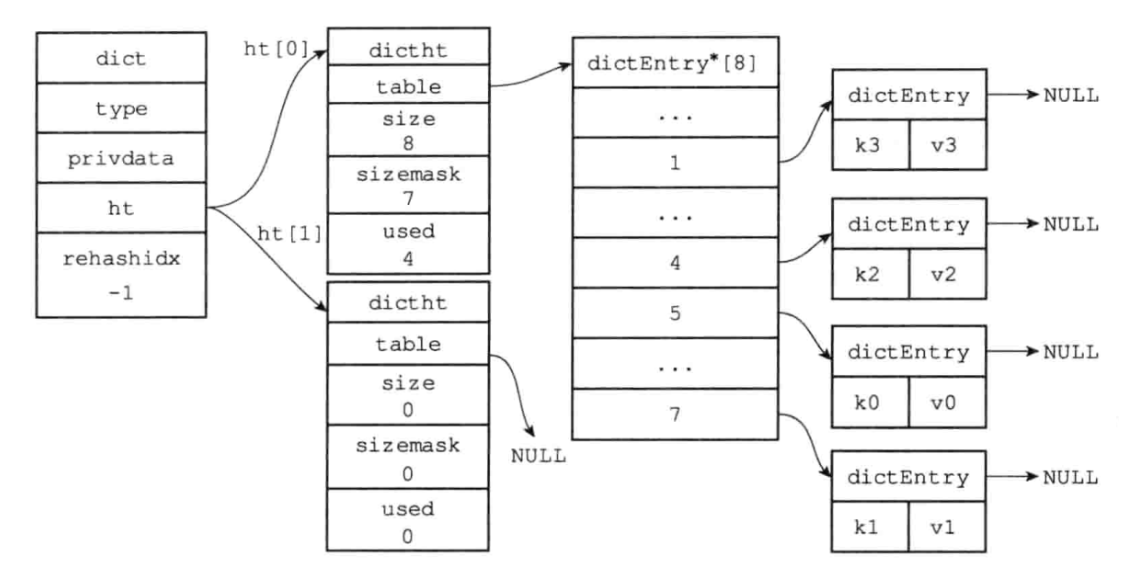 dict
type
privdata
ht
rehashidx
-1
ht[0]
ht[1]
dictht
table
size
8
sizemask
7
used
4
dictht
table
size
0
sizemask
0
used
0
NULL
dictEntry*[8]
...
1
...
4
5
...
7
dictEntry
k3 v3
NULL
dictEntry
k2 v2
NULL
dictEntry
k0 v0
NULL
dictEntry
k1 v1
NULL